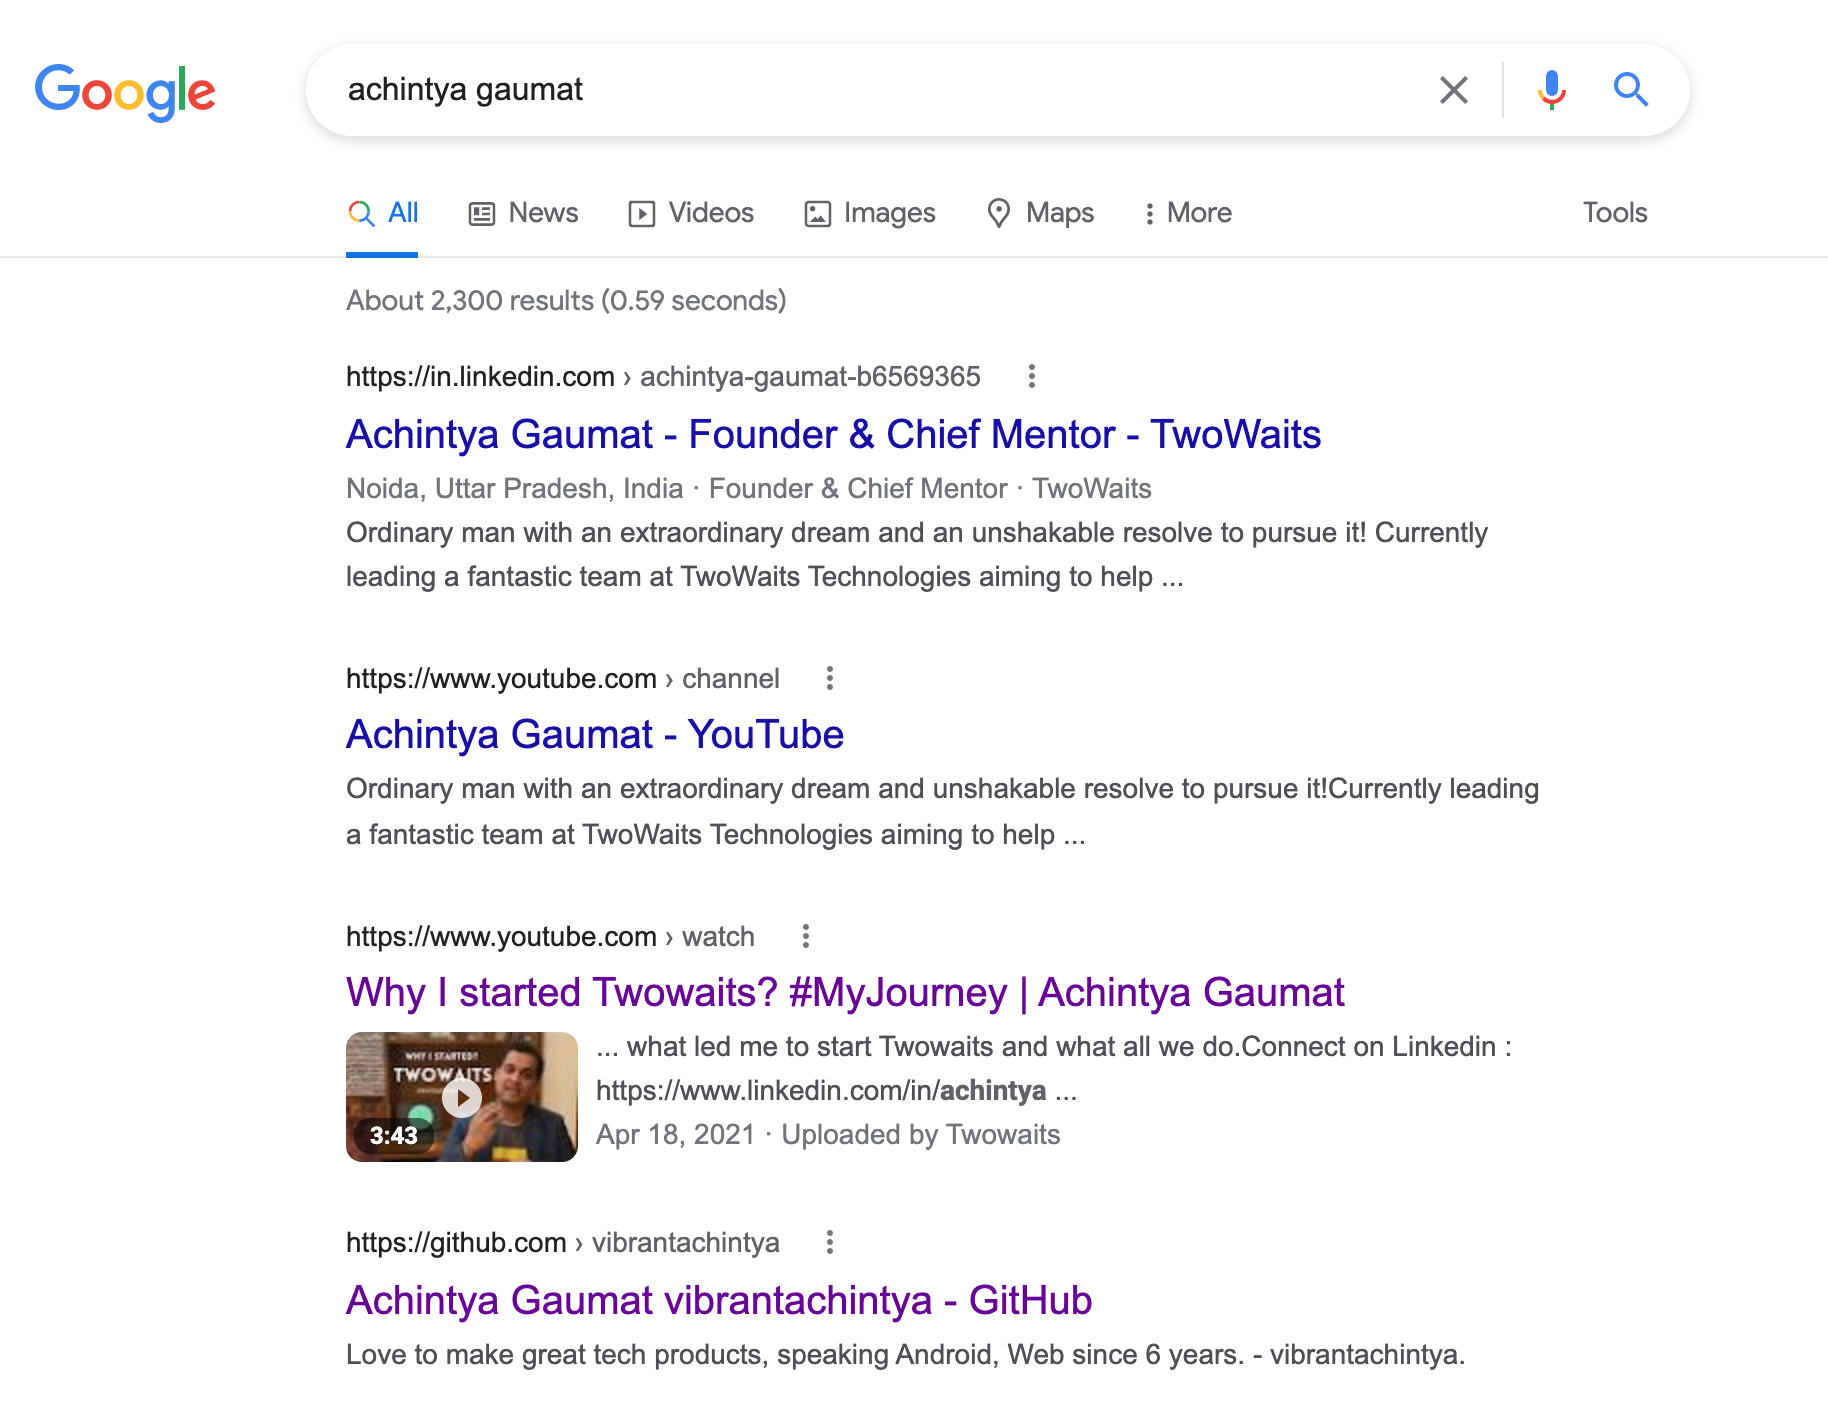 Google
achintya gaumat
All
News
Videos
Images
Maps
More
Tools
About 2,300 results (0.59 seconds)
https://in.linkedin.com › achintya-gaumat-b6569365
Achintya Gaumat - Founder & Chief Mentor - TwoWaits
Noida, Uttar Pradesh, India · Founder & Chief Mentor · TwoWaits
Ordinary man with an extraordinary dream and an unshakable resolve to pursue it! Currently
leading a fantastic team at TwoWaits Technologies aiming to help ...
https://www.youtube.com › channel
Achintya Gaumat - YouTube
Ordinary man with an extraordinary dream and unshakable resolve to pursue it!Currently leading
a fantastic team at TwoWaits Technologies aiming to help ...
https://www.youtube.com › watch
Why I started Twowaits? #MyJourney | Achintya Gaumat
WHY I STARTED?
TWOWAITS
3:43
... what led me to start Twowaits and what all we do.Connect on Linkedin :
https://www.linkedin.com/in/achintya ...
Apr 18, 2021 · Uploaded by Twowaits
https://github.com › vibrantachintya
Achintya Gaumat vibrantachintya - GitHub
Love to make great tech products, speaking Android, Web since 6 years. - vibrantachintya.